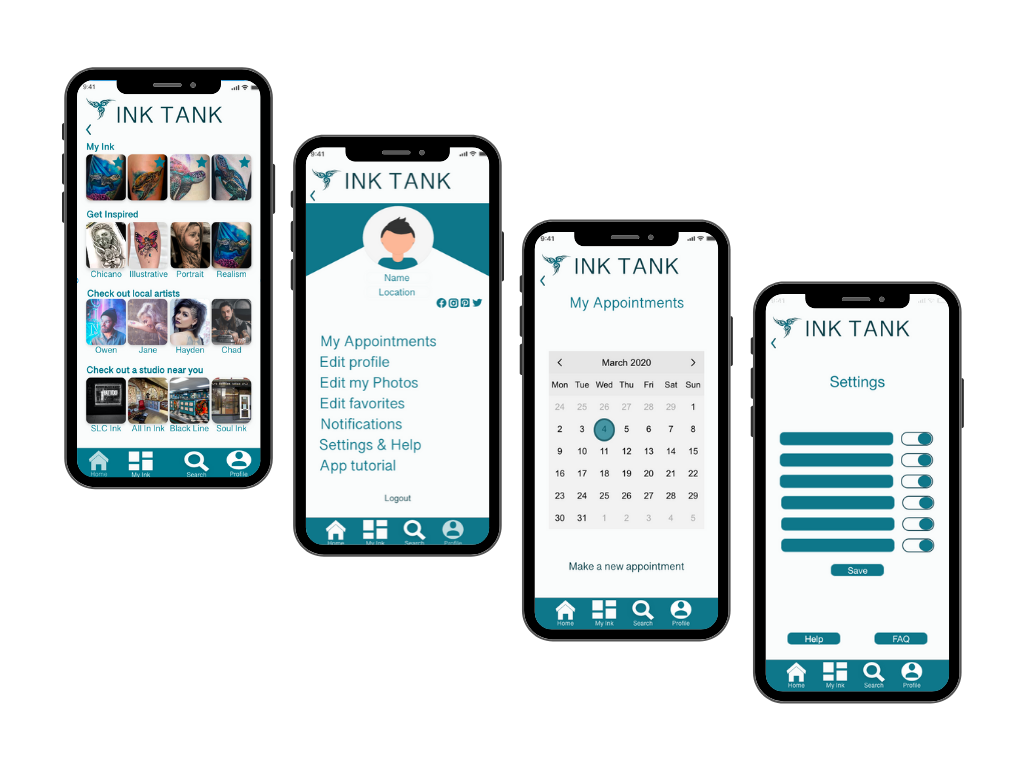 9:41
INK TANK
My Ink
Get Inspired
Chicano Illustrative Portrait Realism
Check out local artists
Owen Jane Hayden Chad
Check out a studio near you
TATTOO
SLC Ink All In Ink Black Line Soul Ink
Home My Ink Search Profile
9:41
INK TANK
Name
Location
My Appointments
Edit profile
Edit my Photos
Edit favorites
Notifications
Settings & Help
App tutorial
Logout
Home My Ink Search Profile
9:41
INK TANK
My Appointments
March 2020
Mon Tue Wed Thu Fri Sat Sun
24 25 26 27 28 29 1
2 3 4 5 6 7 8
9 10 11 12 13 14 15
16 17 18 19 20 21 22
23 24 25 26 27 28 29
30 31 1 2 3 4 5
Make a new appointment
Home My Ink Search Profile
9:41
INK TANK
Settings
Save
Help FAQ
Home My Ink Search Profile